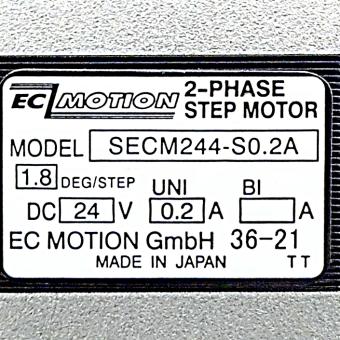 EC MOTION 2-PHASE
STEP MOTOR
MODEL SECM244-S0.2A
1.8 DEG/STEP UNI BI
DC 24 V 0.2 A A
EC MOTION GmbH 36-21
MADE IN JAPAN TT